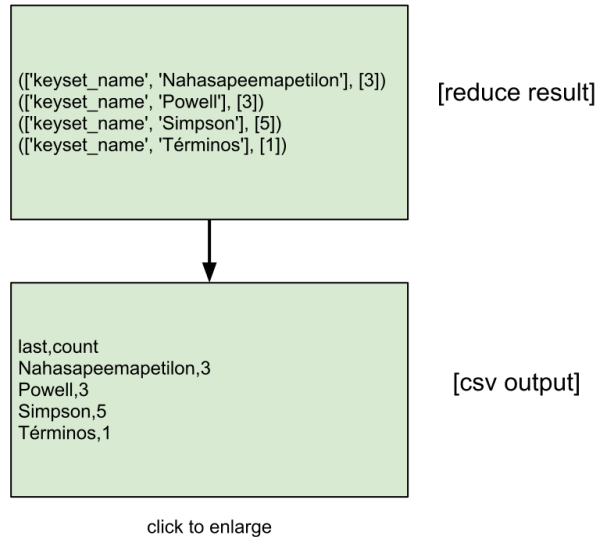 (['keyset_name', 'Nahasapeemapetilon'], [3])
(['keyset_name', 'Powell'], [3])
(['keyset_name', 'Simpson'], [5])
(['keyset_name', 'Términos'], [1])
[reduce result]
last,count
Nahasapeemapetilon,3
Powell,3
Simpson,5
Términos,1
[csv output]
click to enlarge